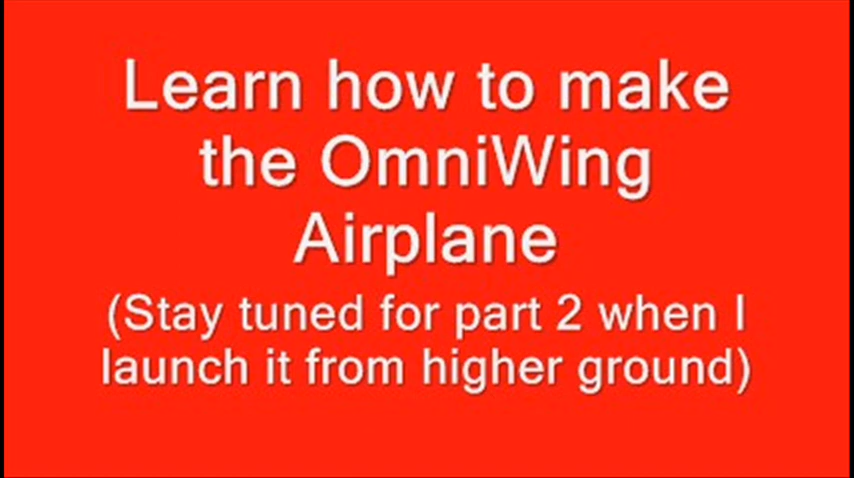 Learn how to make
the OmniWing
Airplane
(Stay tuned for part 2 when I
launch it from higher ground)